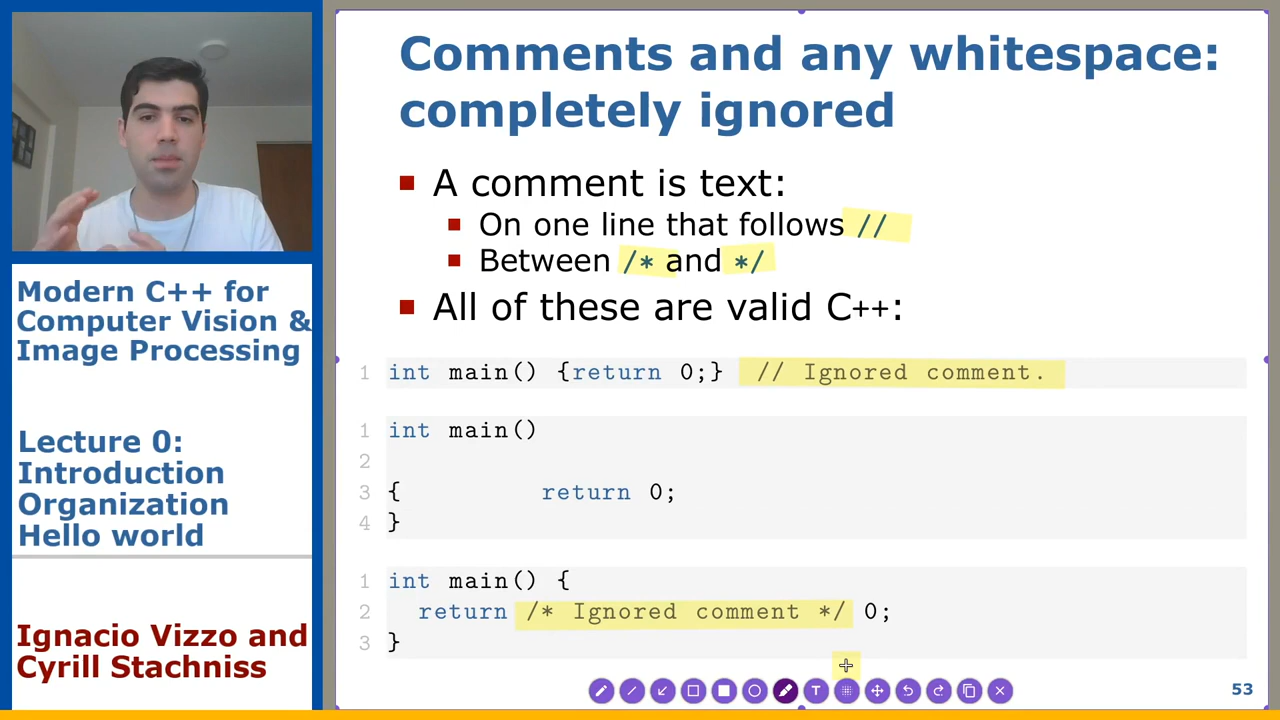 Comments and any whitespace:
completely ignored
A comment is text:
On one line that follows //
Between /* and */
All of these are valid C++:
1 int main() {return 0;} // Ignored comment.
1 int main()
2
3 { return 0;
4 }
1 int main() {
2 return /* Ignored comment */ 0;
3 }
T
53
Modern C++ for
Computer Vision &
Image Processing
Lecture 0:
Introduction
Organization
Hello world
Ignacio Vizzo and
Cyrill Stachniss